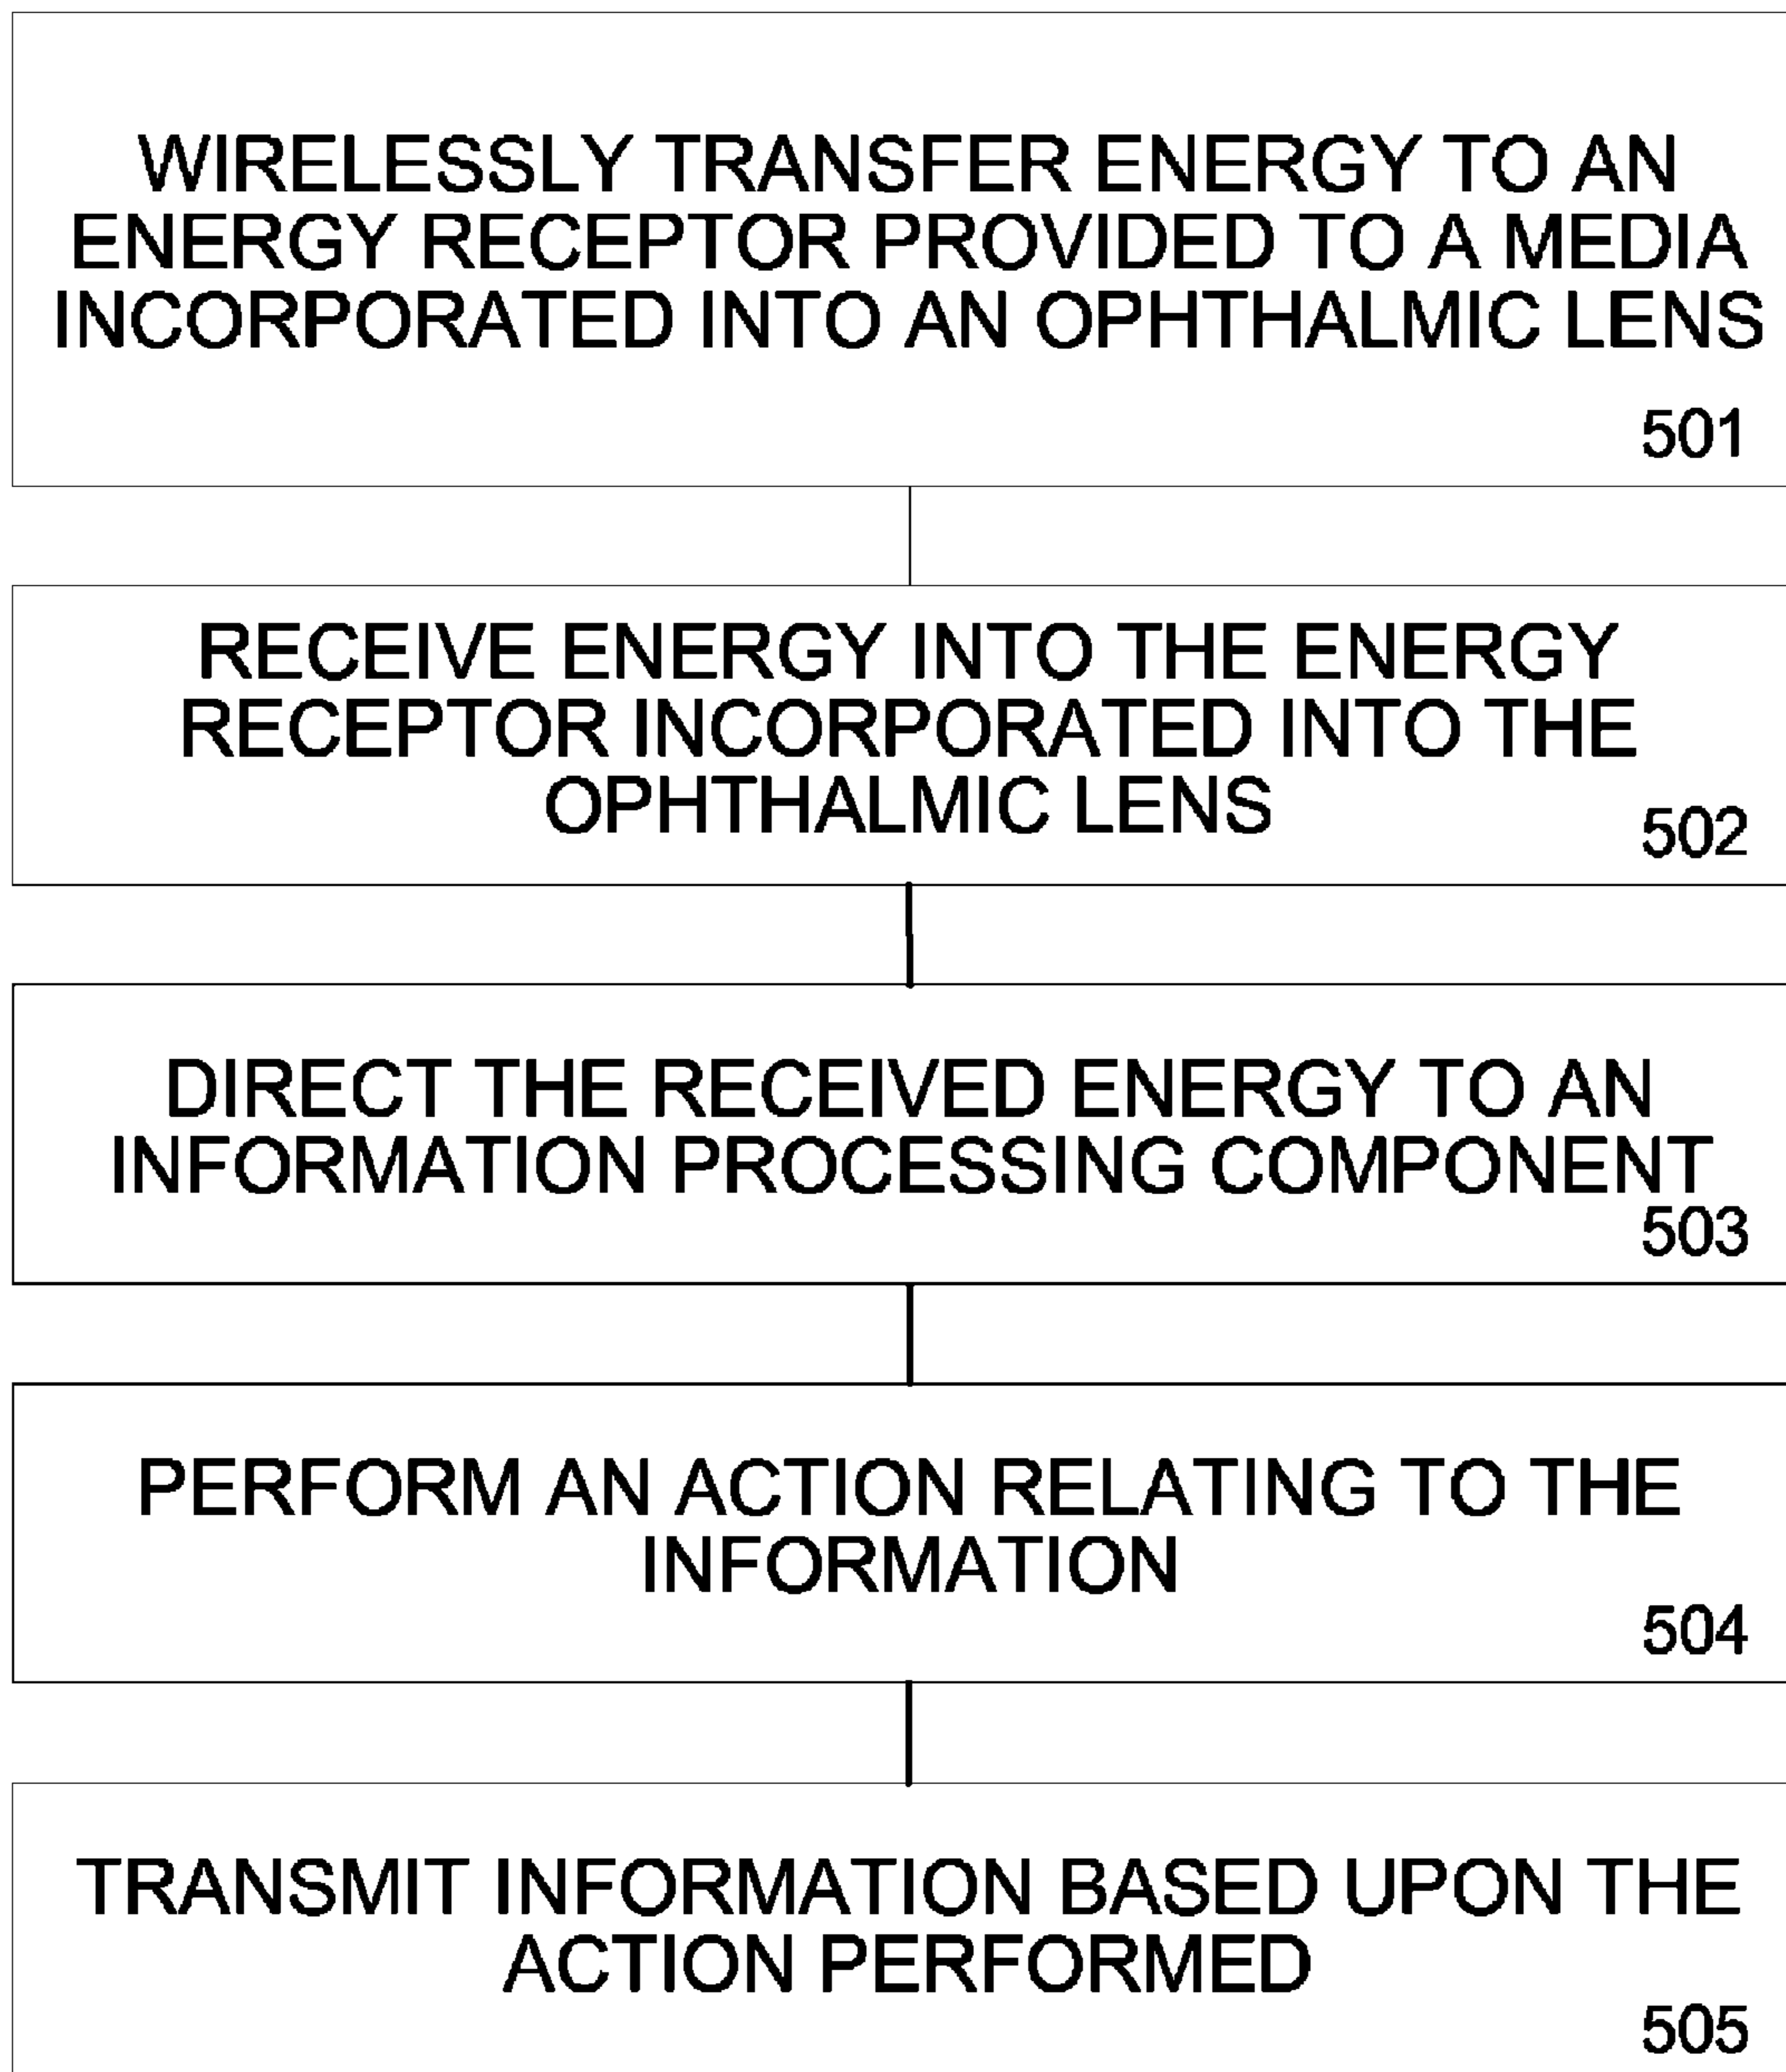 WIRELESSLY TRANSFER ENERGY TO AN
ENERGY RECEPTOR PROVIDED TO A MEDIA
INCORPORATED INTO AN OPHTHALMIC LENS
501
RECEIVE ENERGY INTO THE ENERGY
RECEPTOR INCORPORATED INTO THE
OPHTHALMIC LENS
502
DIRECT THE RECEIVED ENERGY TO AN
INFORMATION PROCESSING COMPONENT
503
PERFORM AN ACTION RELATING TO THE
INFORMATION
504
TRANSMIT INFORMATION BASED UPON THE
ACTION PERFORMED
505